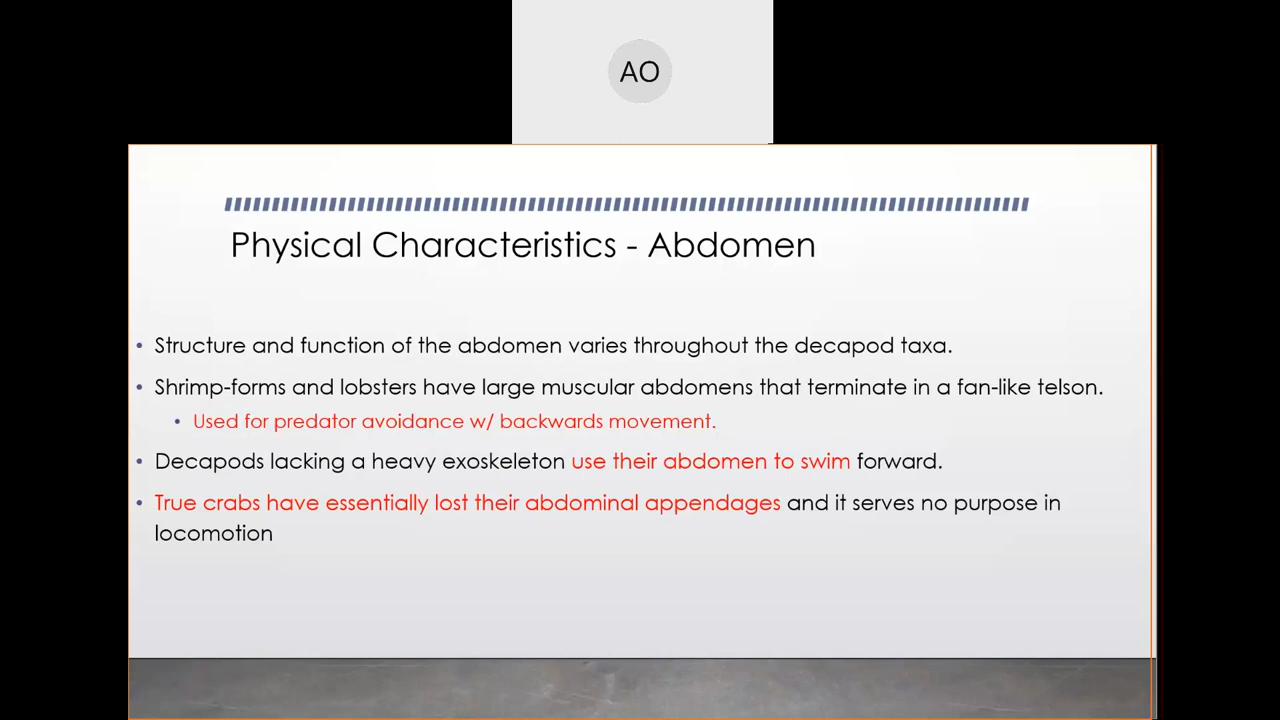 AO
Physical Characteristics - Abdomen
• Structure and function of the abdomen varies throughout the decapod taxa.
• Shrimp-forms and lobsters have large muscular abdomens that terminate in a fan-like telson.
• Used for predator avoidance w/ backwards movement.
• Decapods lacking a heavy exoskeleton use their abdomen to swim forward.
• True crabs have essentially lost their abdominal appendages and it serves no purpose in
locomotion